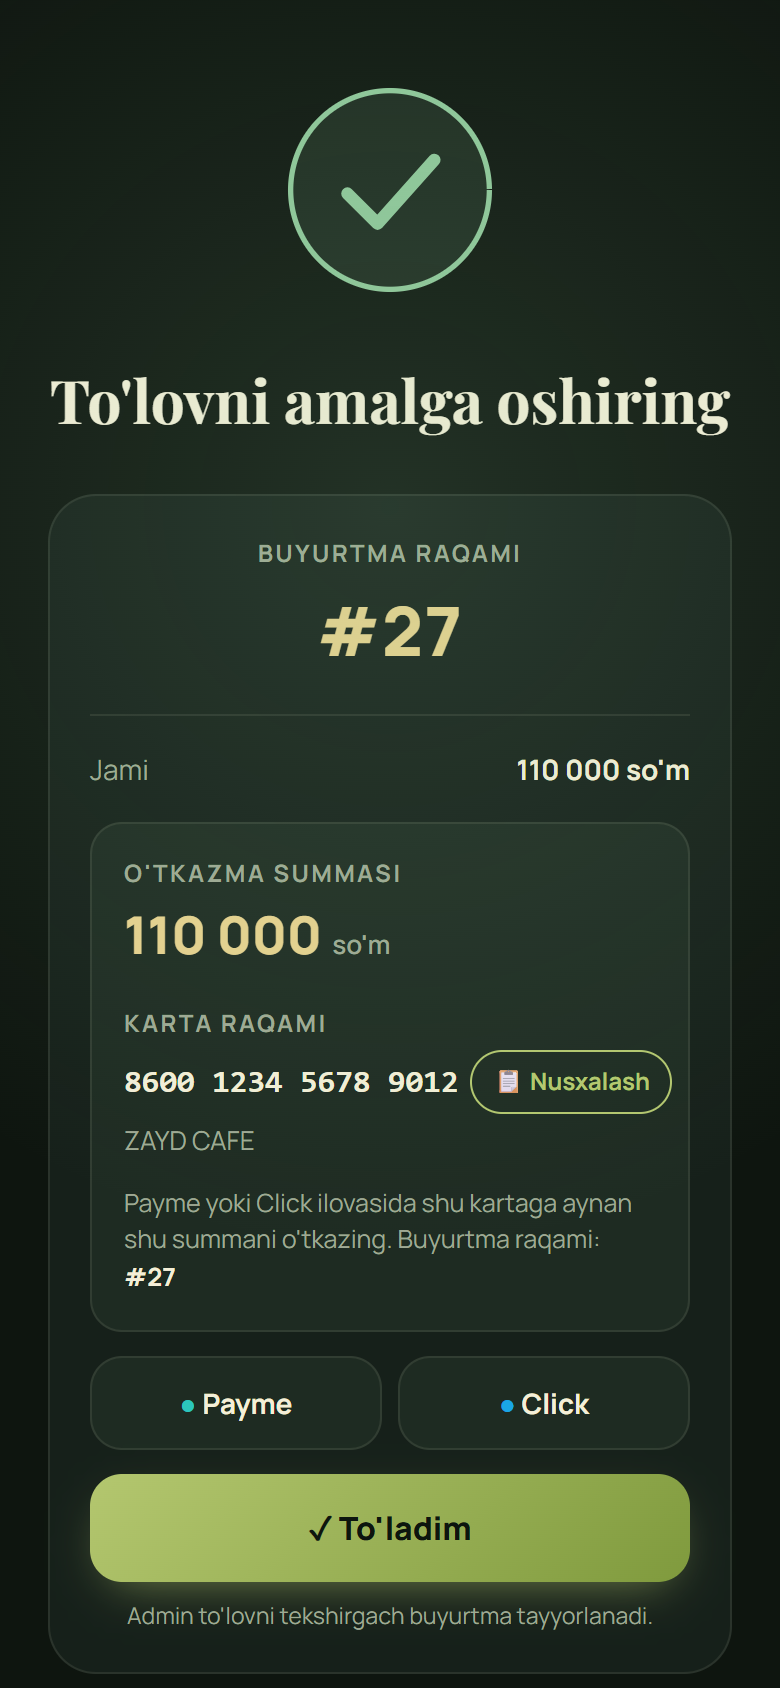 To'lovni amalga oshiring
BUYURTMA RAQAMI
#27
Jami 110 000 so'm
O'TKAZMA SUMMASI
110 000 so'm
KARTA RAQAMI
8600 1234 5678 9012 📋 Nusxalash
ZAYD CAFE
Payme yoki Click ilovasida shu kartaga aynan
shu summani o'tkazing. Buyurtma raqami:
#27
Payme Click
✓ To'ladim
Admin to'lovni tekshirgach buyurtma tayyorlanadi.